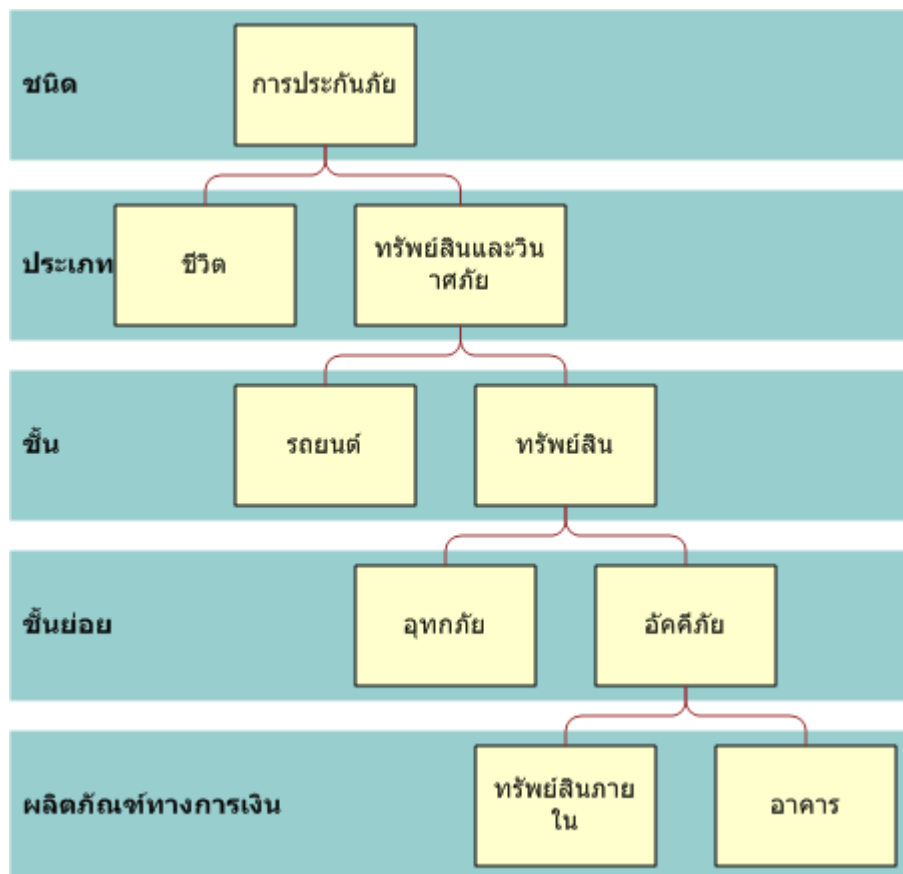 ชนิด
การประกันภัย
ประเภท
ชีวิต
ทรัพย์สินและวิน
าศภัย
ชั้น
รถยนต์
ทรัพย์สิน
ชั้นย่อย
อุทกภัย
อัคคีภัย
ผลิตภัณฑ์ทางการเงิน
ทรัพย์สินภาย
ใน
อาคาร